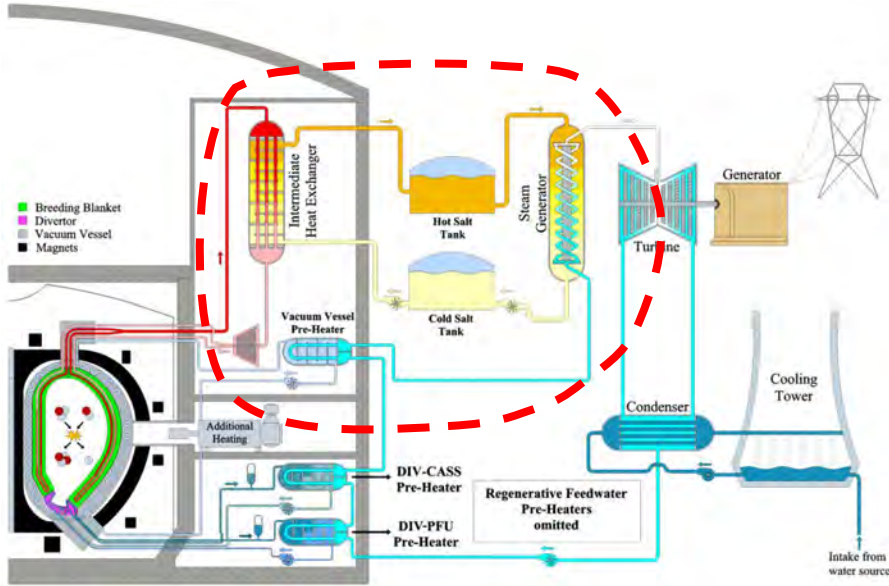 Breeding Blanket
Divertor
Vacuum Vessel
Magnets
Intermediate
Heat Exchanger
Hot Salt
Tank
Steam
Generator
Generator
Turbine
Cold Salt
Tank
Vacuum Vessel
Pre-Heater
Additional
Heating
Condenser
Cooling
Tower
DIV-CASS
Pre-Heater
Regenerative Feedwater
Pre-Heaters
omitted
DIV-PFU
Pre-Heater
Intake from
water source